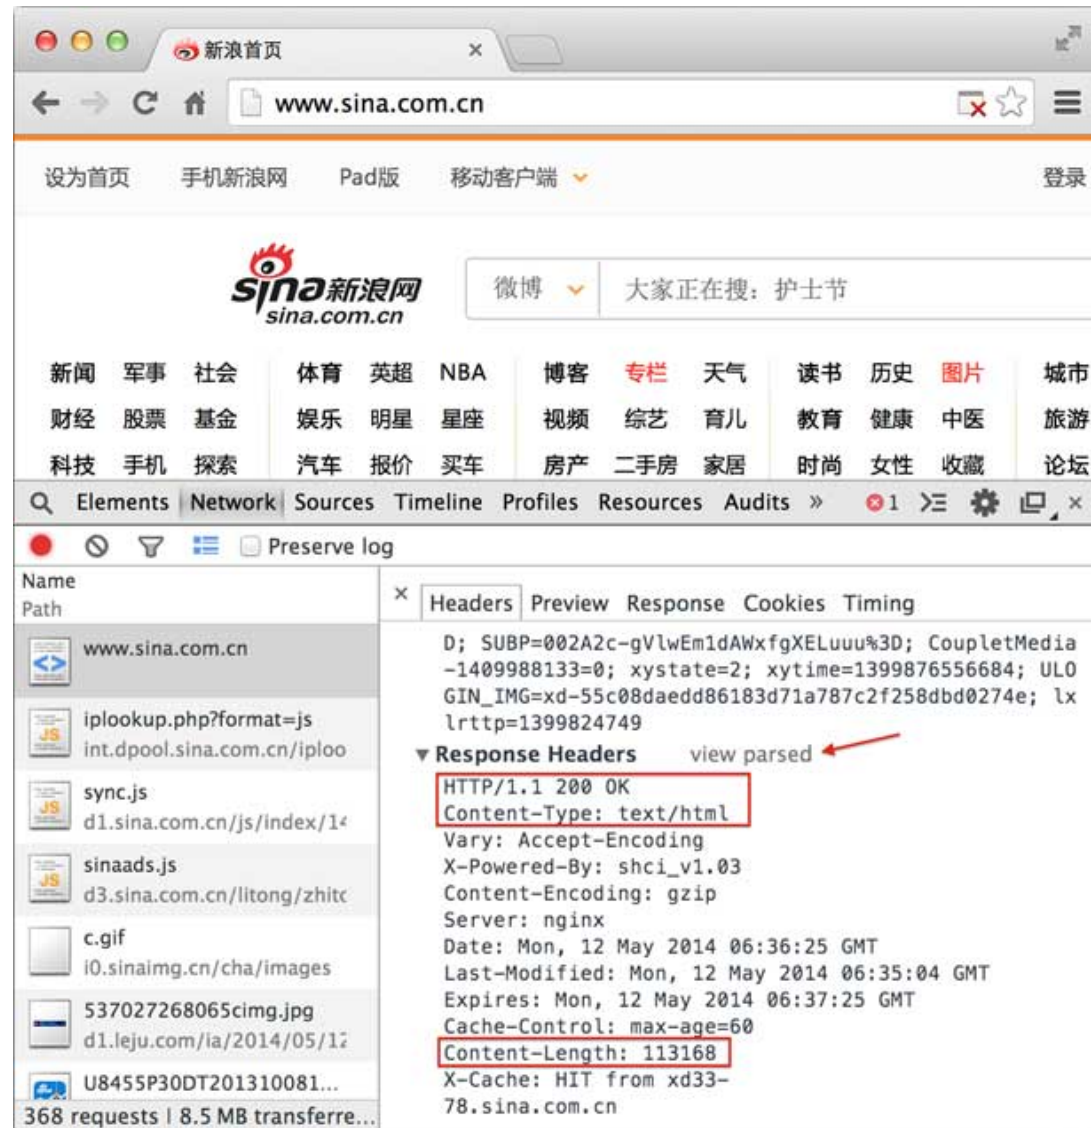 新浪首页
www.sina.com.cn
设为首页 手机新浪网 Pad版 移动客户端 登录
sina新浪网
sina.com.cn
微博 大家正在搜：护士节
新闻 军事 社会 体育 英超 NBA 博客 专栏 天气 读书 历史 图片 城市
财经 股票 基金 娱乐 明星 星座 视频 综艺 育儿 教育 健康 中医 旅游
科技 手机 探索 汽车 报价 买车 房产 二手房 家居 时尚 女性 收藏 论坛
Elements Network Sources Timeline Profiles Resources Audits » 1
Preserve log
Name
Path
www.sina.com.cn
iplookup.php?format=js
int.dpool.sina.com.cn/iploo
sync.js
d1.sina.com.cn/js/index/14
sinaads.js
d3.sina.com.cn/litong/zhitc
c.gif
i0.sinaimg.cn/cha/images
537027268065cimg.jpg
d1.leju.com/ia/2014/05/12
U8455P30DT201310081...
368 requests | 8.5 MB transferre...
Headers Preview Response Cookies Timing
D; SUBP=002A2c-gVlwEm1dAWxfgXELuuu%3D; CoupletMedia
-1409988133=0; xystate=2; xytime=1399876556684; ULO
GIN_IMG=xd-55c08daedd86183d71a787c2f258dbd0274e; lx
lrttp=1399824749
Response Headers view parsed
HTTP/1.1 200 OK
Content-Type: text/html
Vary: Accept-Encoding
X-Powered-By: shci_v1.03
Content-Encoding: gzip
Server: nginx
Date: Mon, 12 May 2014 06:36:25 GMT
Last-Modified: Mon, 12 May 2014 06:35:04 GMT
Expires: Mon, 12 May 2014 06:37:25 GMT
Cache-Control: max-age=60
Content-Length: 113168
X-Cache: HIT from xd33-
78.sina.com.cn